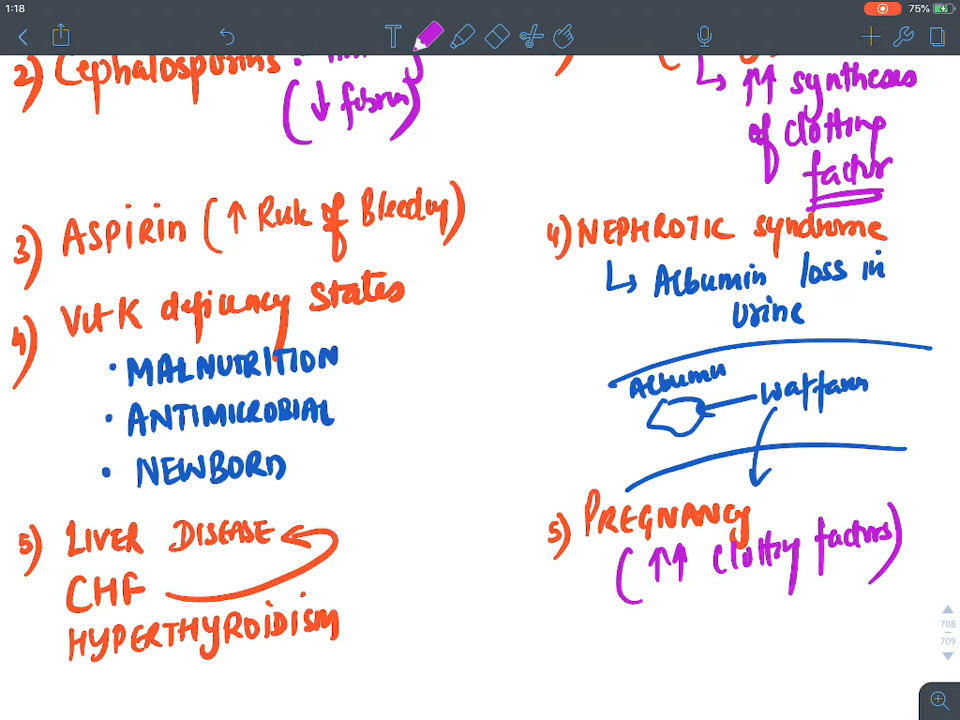 1:18
75%
T
2) Cephalosporins :
(↓ fibrin)
3) ASPIRIN (↑ Risk of Bleeding)
4) Vit K deficiency states
• MALNUTRITION
• ANTIMICROBIAL
• NEWBORN
5) LIVER DISEASE
CHF
HYPERTHYROIDISM
↑↑ syntheses
of clotting
factor
4) NEPHROTIC syndrome
Albumin loss in
urine
Albumin
Warfarin
5) PREGNANCY
(↑↑ Clotting factors)
708
709